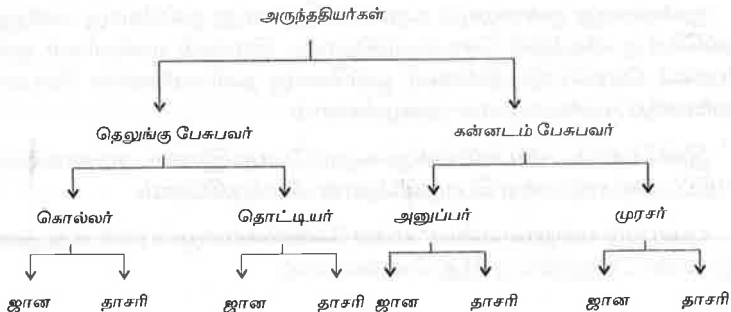 அருந்ததியர்கள்
தெலுங்கு பேசுபவர் கன்னடம் பேசுபவர்
கொல்லர் தொட்டியர் அனுப்பர் முரசர்
ஜான தாசரி ஜான தாசரி ஜான தாசரி ஜான தாசரி